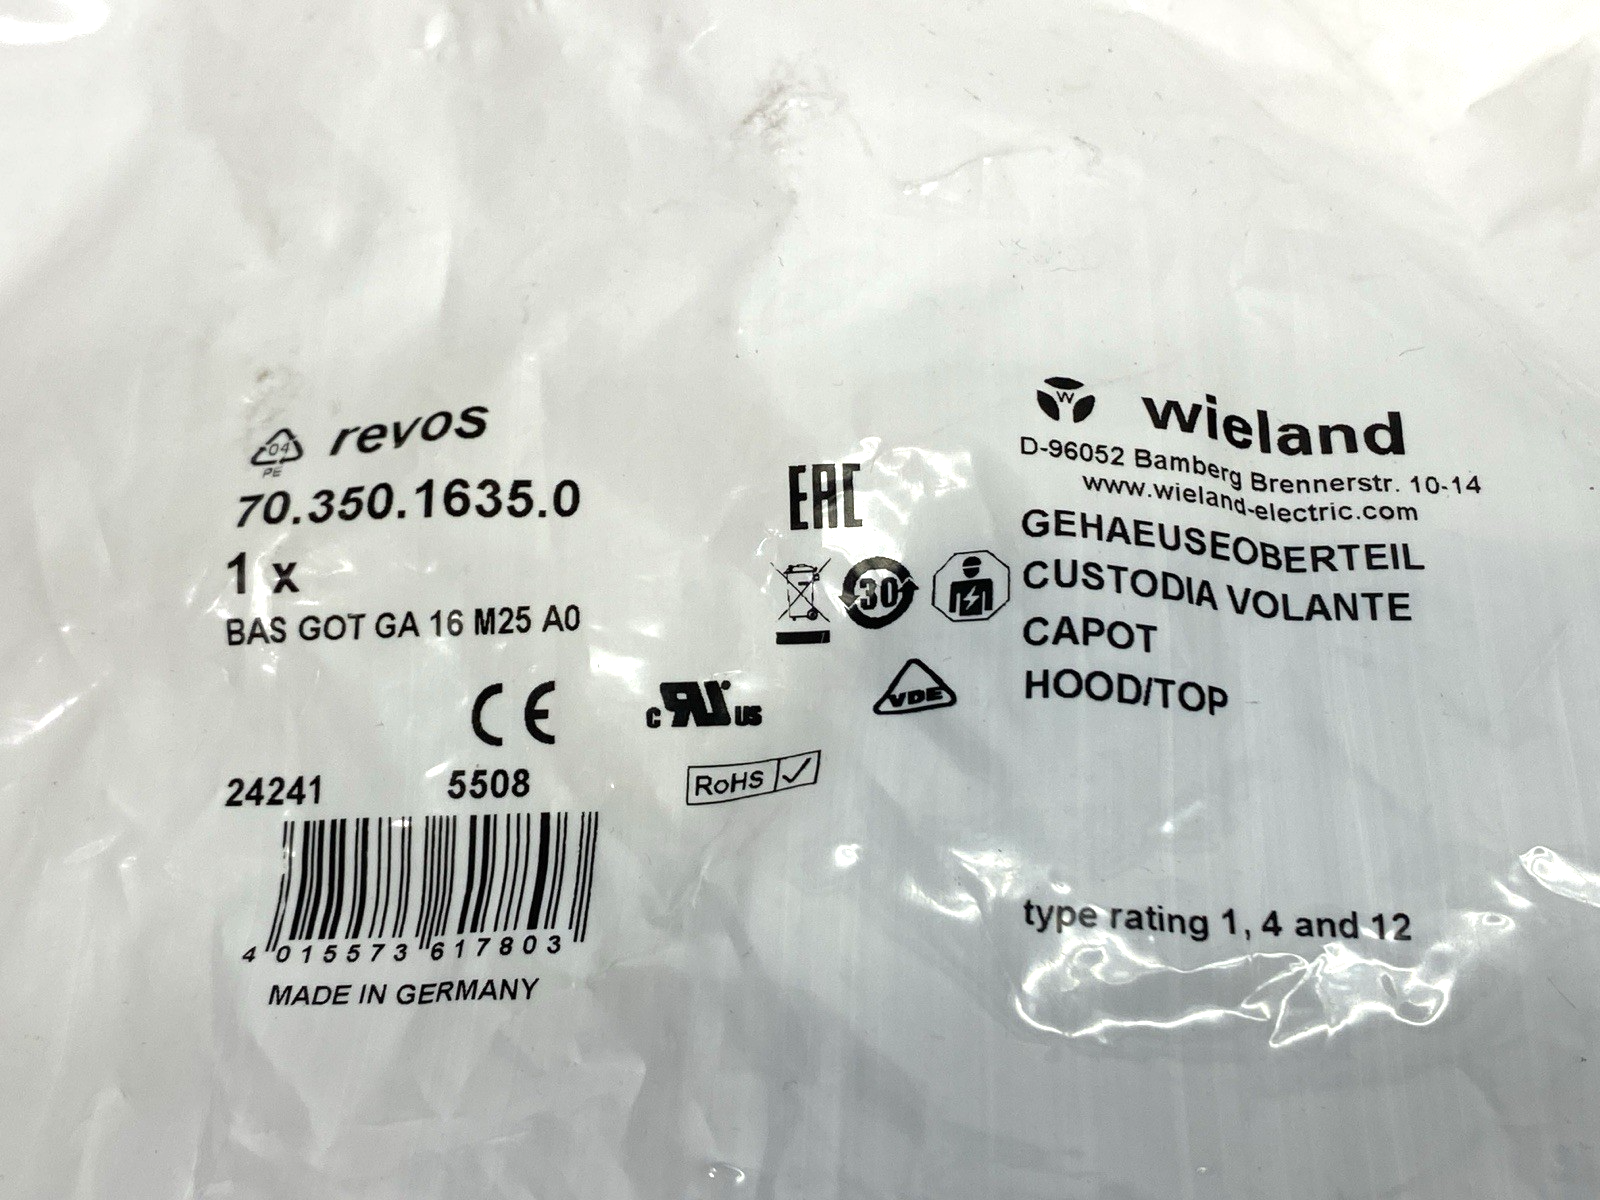 04
PE
revos
70.350.1635.0
1 x
BAS GOT GA 16 M25 A0
CE
c RU US
24241 5508
4 015573 617803
MADE IN GERMANY
EAC
30
VDE
RoHS
W
wieland
D-96052 Bamberg Brennerstr. 10-14
www.wieland-electric.com
GEHAEUSEOBERTEIL
CUSTODIA VOLANTE
CAPOT
HOOD/TOP
type rating 1, 4 and 12